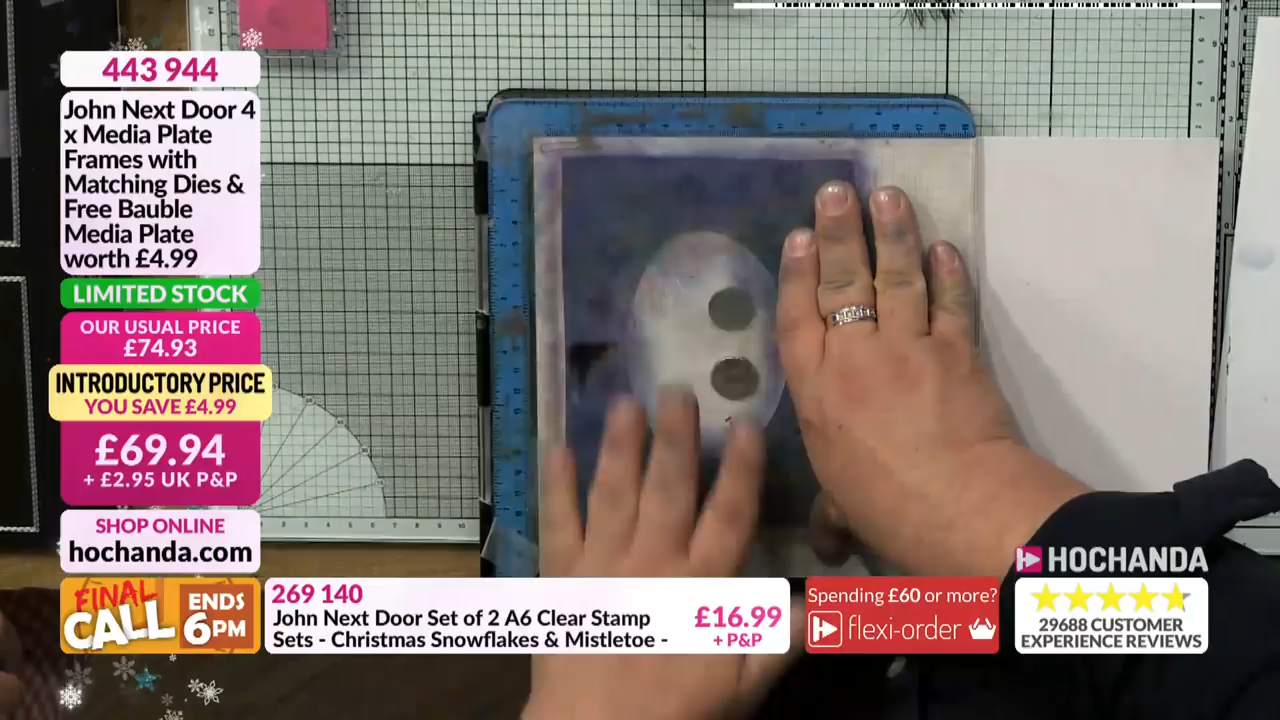 443 944
John Next Door 4
x Media Plate
Frames with
Matching Dies &
Free Bauble
Media Plate
worth £4.99
LIMITED STOCK
OUR USUAL PRICE
£74.93
INTRODUCTORY PRICE
YOU SAVE £4.99
£69.94
+ £2.95 UK P&P
SHOP ONLINE
hochanda.com
FINAL
CALL
ENDS
6PM
269 140
John Next Door Set of 2 A6 Clear Stamp
Sets - Christmas Snowflakes & Mistletoe -
£16.99
+ P&P
Spending £60 or more?
flexi-order
HOCHANDA
29688 CUSTOMER
EXPERIENCE REVIEWS